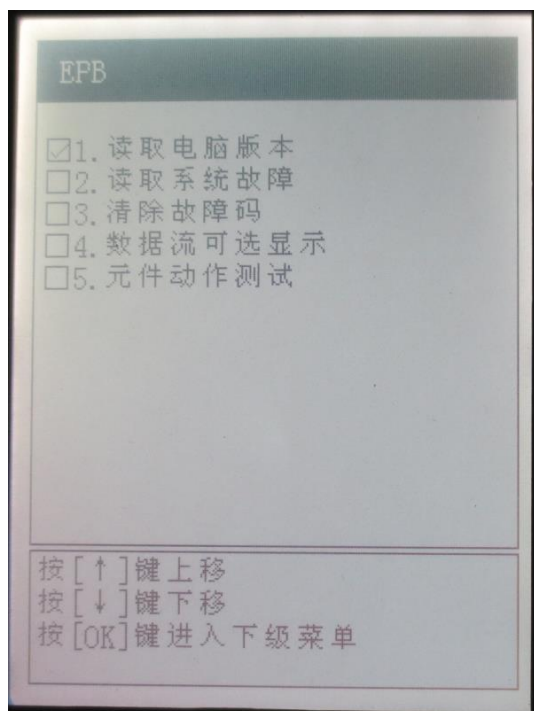 EPB
☑1.读取电脑版本
☐2.读取系统故障
☐3.清除故障码
☐4.数据流可选显示
☐5.元件动作测试
按[↑]键上移
按[↓]键下移
按[OK]键进入下级菜单